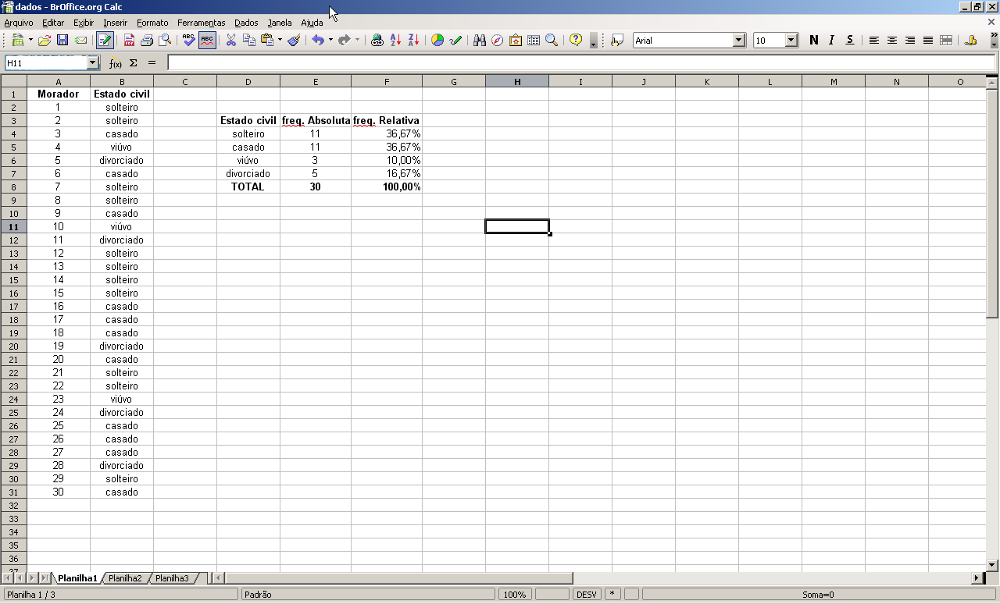 dados - BrOffice.org Calc
Arquivo Editar Exibir Inserir Formato Ferramentas Dados Janela Ajuda
Arial 10 N I S
H11 f(x) Σ =
A B C D E F G H I J K L M N O
1 Morador Estado civil
2 1 solteiro
3 2 solteiro Estado civil freq. Absoluta freq. Relativa
4 3 casado solteiro 11 36,67%
5 4 viúvo casado 11 36,67%
6 5 divorciado viúvo 3 10,00%
7 6 casado divorciado 5 16,67%
8 7 solteiro TOTAL 30 100,00%
9 8 solteiro
10 9 casado
11 10 viúvo
12 11 divorciado
13 12 solteiro
14 13 solteiro
15 14 solteiro
16 15 solteiro
17 16 casado
18 17 casado
19 18 casado
20 19 divorciado
21 20 casado
22 21 solteiro
23 22 solteiro
24 23 viúvo
25 24 divorciado
26 25 casado
27 26 casado
28 27 casado
29 28 divorciado
30 29 solteiro
31 30 casado
32
33
34
35
36
37
Planilha1 Planilha2 Planilha3
Planilha 1 / 3 Padrão 100% DESV * Soma=0